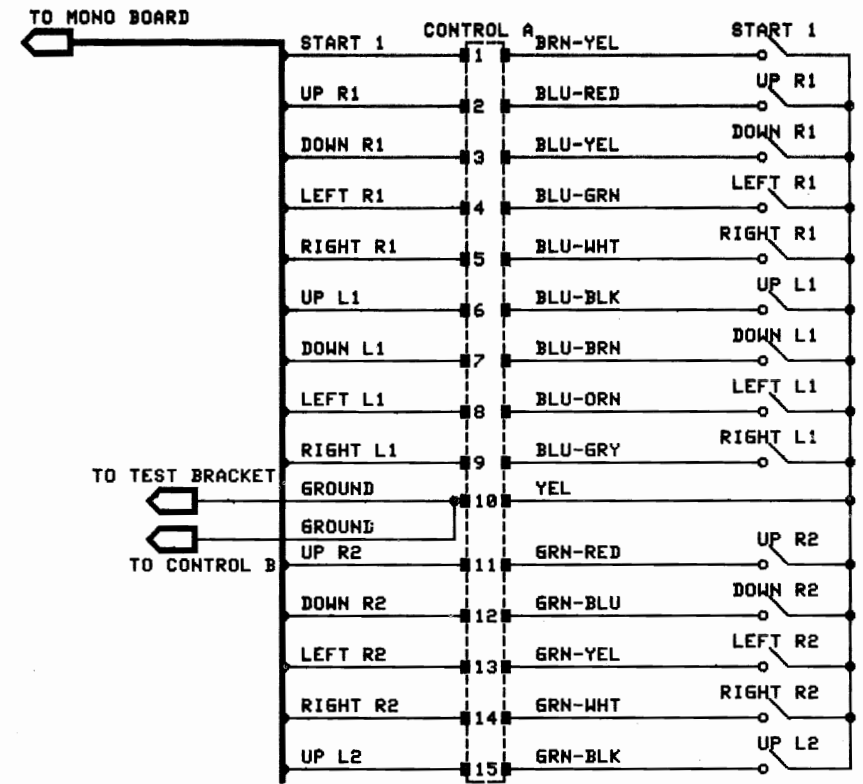 TO MONO BOARD
CONTROL A
START 1 1 BRN-YEL START 1
UP R1 2 BLU-RED UP R1
DOWN R1 3 BLU-YEL DOWN R1
LEFT R1 4 BLU-GRN LEFT R1
RIGHT R1 5 BLU-WHT RIGHT R1
UP L1 6 BLU-BLK UP L1
DOWN L1 7 BLU-BRN DOWN L1
LEFT L1 8 BLU-ORN LEFT L1
RIGHT L1 9 BLU-GRY RIGHT L1
TO TEST BRACKET
GROUND 10 YEL
GROUND
TO CONTROL B
UP R2 11 GRN-RED UP R2
DOWN R2 12 GRN-BLU DOWN R2
LEFT R2 13 GRN-YEL LEFT R2
RIGHT R2 14 GRN-WHT RIGHT R2
UP L2 15 GRN-BLK UP L2